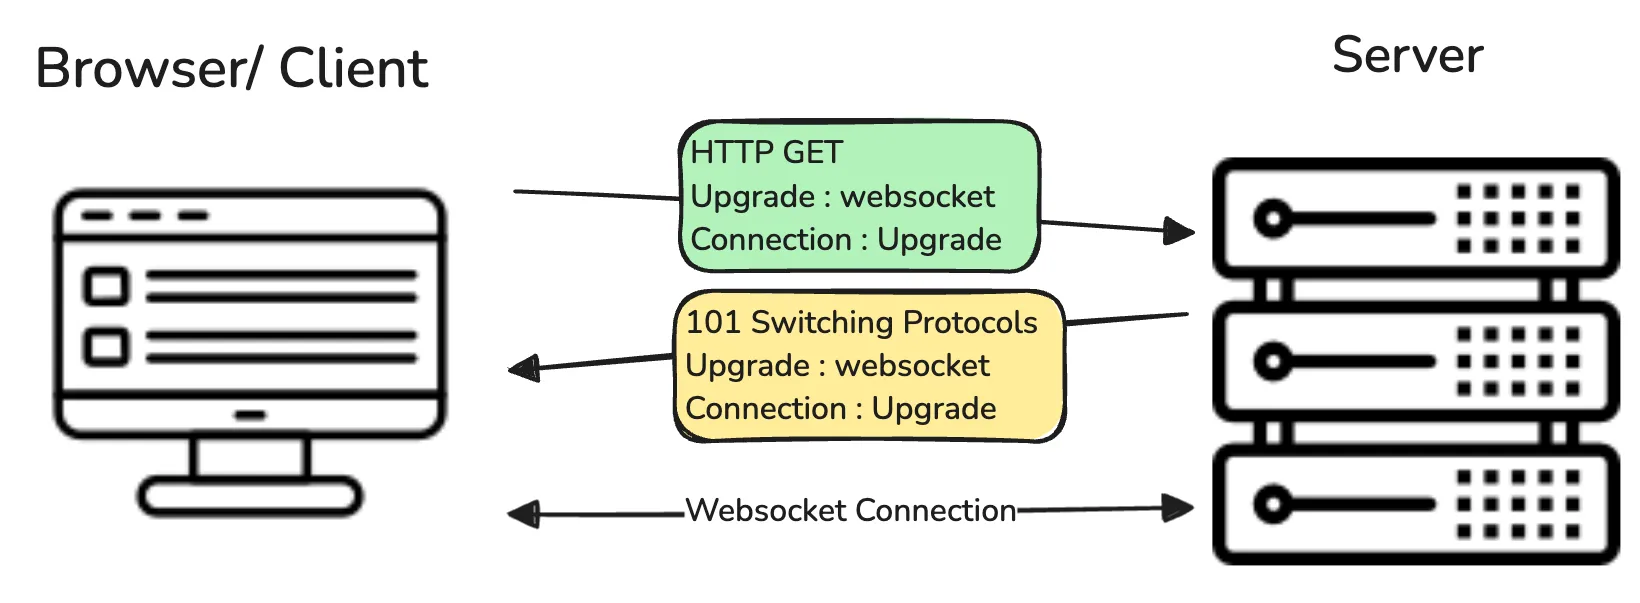 Browser/ Client
Server
HTTP GET
Upgrade : websocket
Connection : Upgrade
101 Switching Protocols
Upgrade : websocket
Connection : Upgrade
Websocket Connection